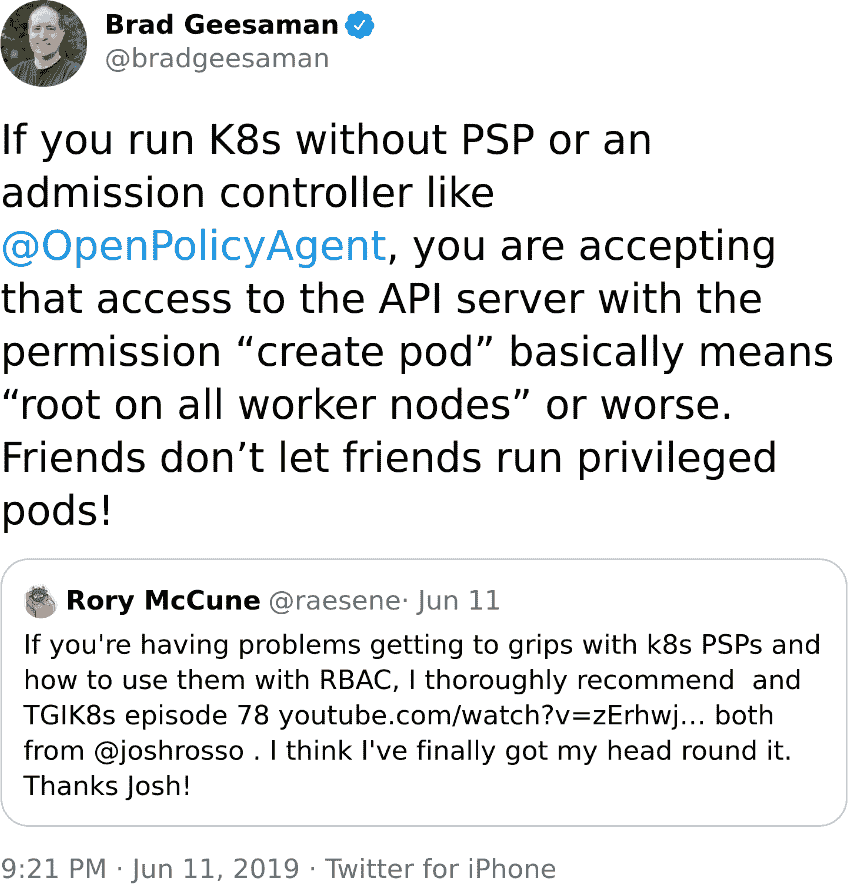 Brad Geesaman
@bradgeesaman
If you run K8s without PSP or an
admission controller like
@OpenPolicyAgent, you are accepting
that access to the API server with the
permission “create pod” basically means
“root on all worker nodes” or worse.
Friends don’t let friends run privileged
pods!
Rory McCune @raesene· Jun 11
If you're having problems getting to grips with k8s PSPs and
how to use them with RBAC, I thoroughly recommend  and
TGIK8s episode 78 youtube.com/watch?v=zErhwj… both
from @joshrosso . I think I've finally got my head round it.
Thanks Josh!
9:21 PM · Jun 11, 2019 · Twitter for iPhone